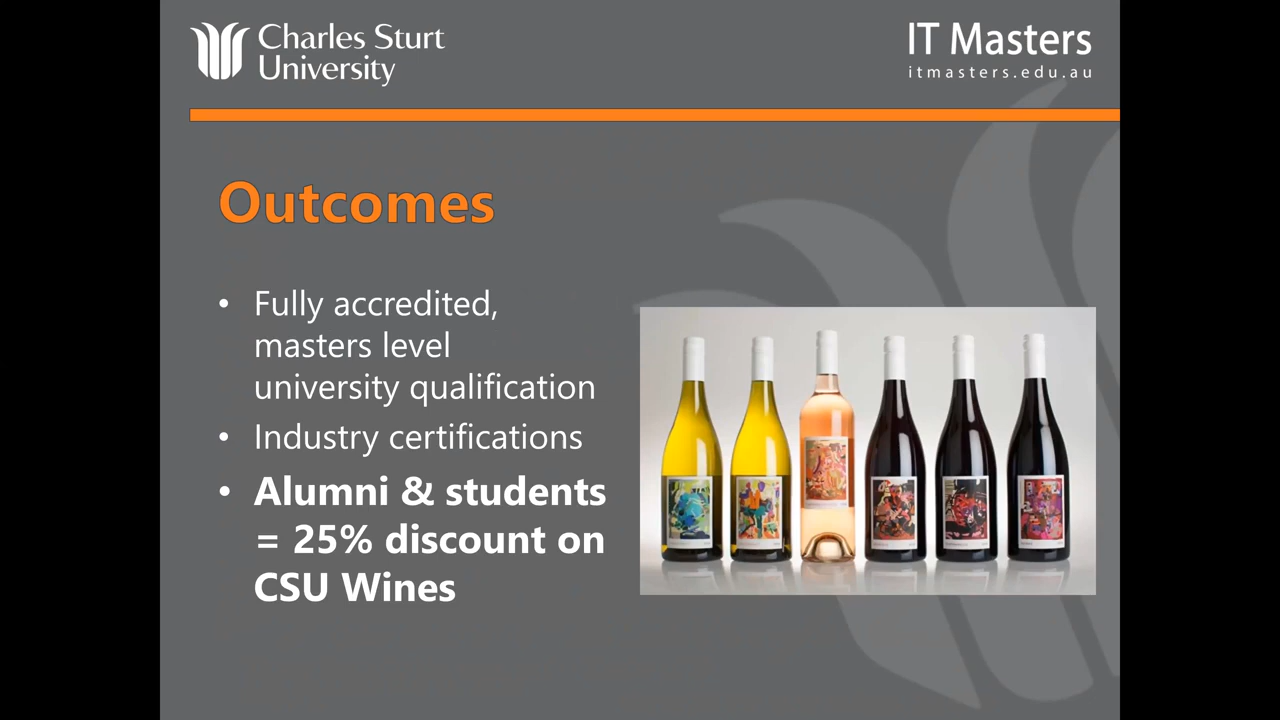 Charles Sturt
University
IT Masters
itmasters.edu.au
Outcomes
• Fully accredited,
masters level
university qualification
• Industry certifications
• Alumni & students
= 25% discount on
CSU Wines